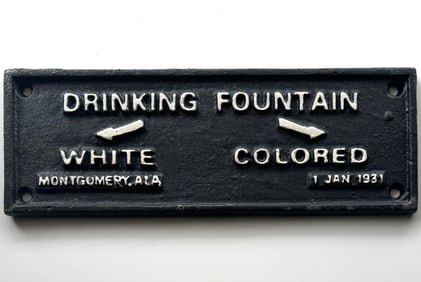 DRINKING FOUNTAIN
WHITE COLORED
MONTGOMERY, ALA 1 JAN 1931